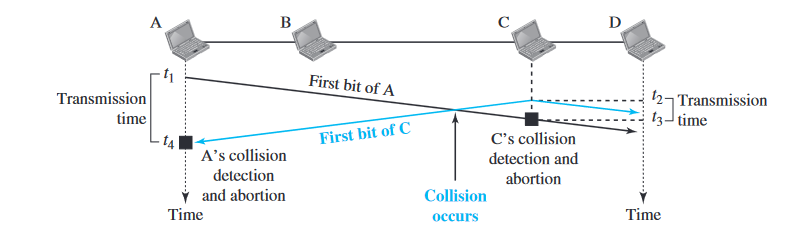 A
B
C
D
t1
First bit of A
t2
Transmission
time
Transmission
time
t3
First bit of C
t4
A's collision
detection
and abortion
C's collision
detection and
abortion
Collision
occurs
Time
Time